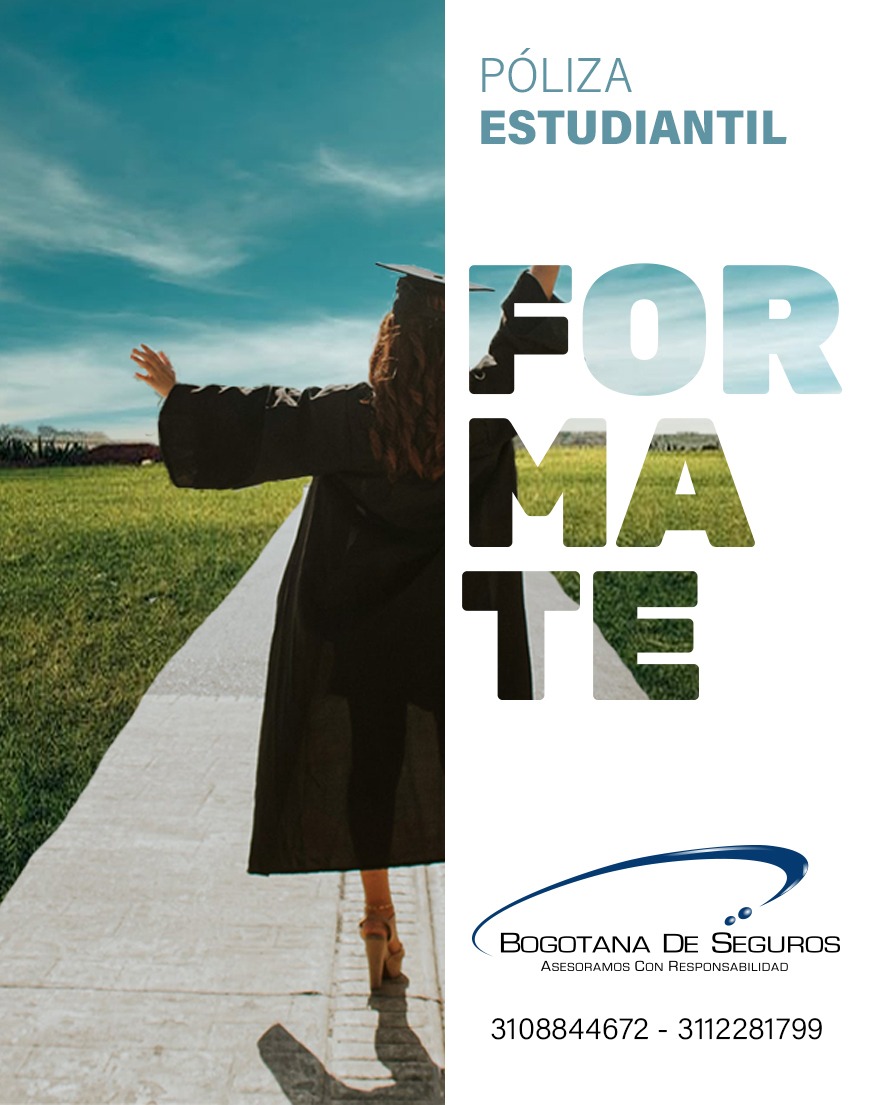 PÓLIZA
ESTUDIANTIL
FOR
MA
TE
BOGOTANA DE SEGUROS
ASESORAMOS CON RESPONSABILIDAD
3108844672 - 3112281799